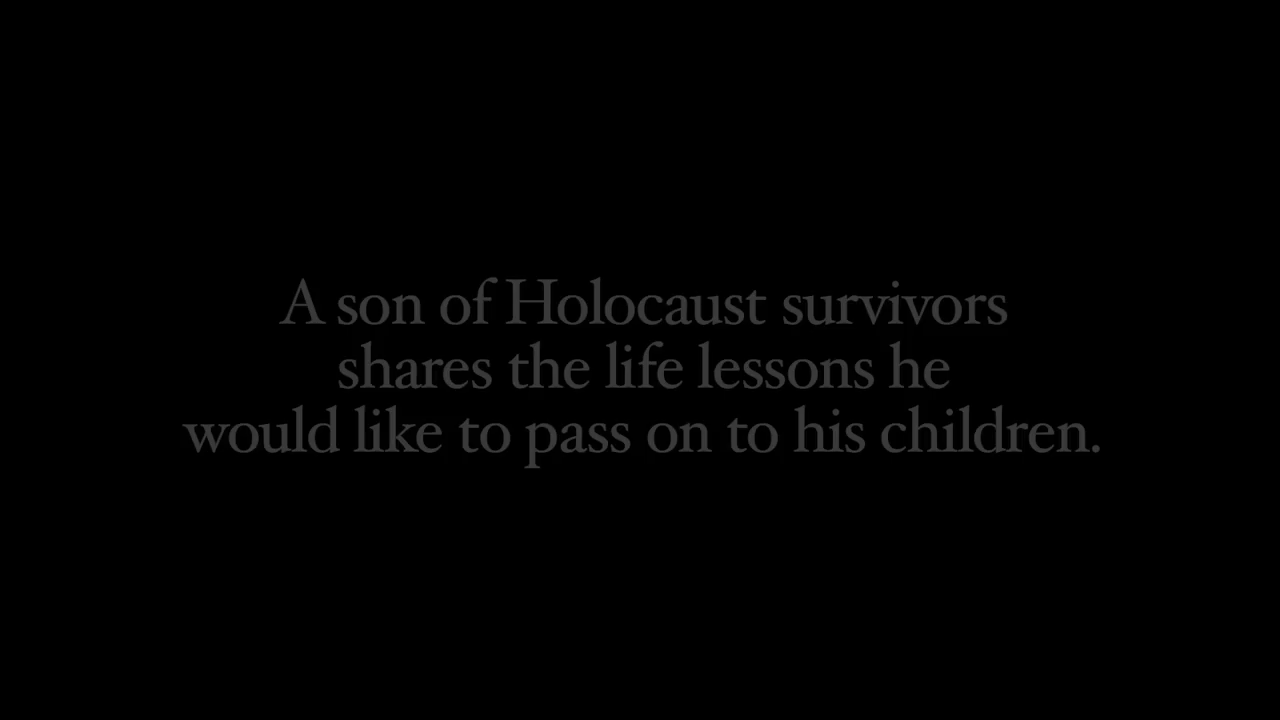 A son of Holocaust survivors
shares the life lessons he
would like to pass on to his children.